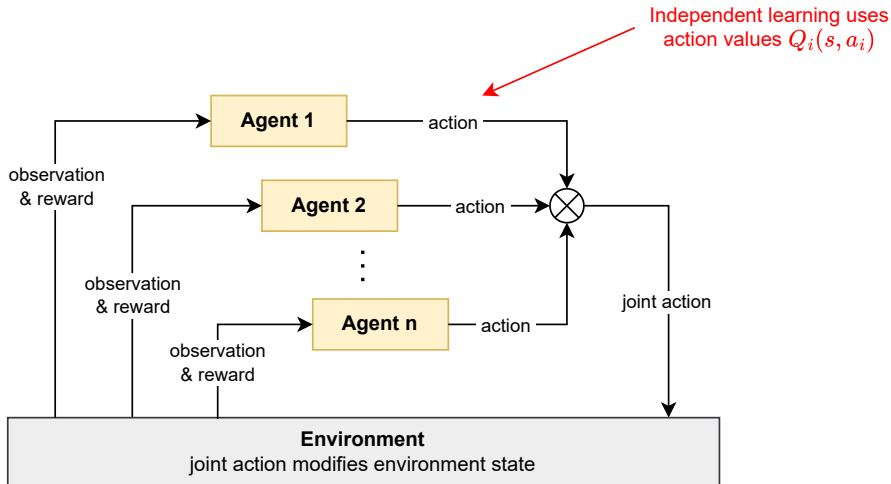 Independent learning uses
action values $Q_i(s, a_i)$
Agent 1
action
observation
& reward
Agent 2
action
observation
& reward
⋮
Agent n
action
joint action
observation
& reward
Environment
joint action modifies environment state